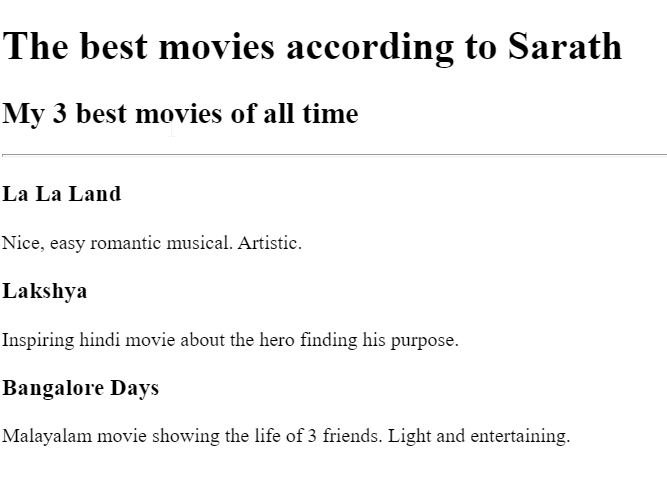 The best movies according to Sarath
My 3 best movies of all time
La La Land
Nice, easy romantic musical. Artistic.
Lakshya
Inspiring hindi movie about the hero finding his purpose.
Bangalore Days
Malayalam movie showing the life of 3 friends. Light and entertaining.